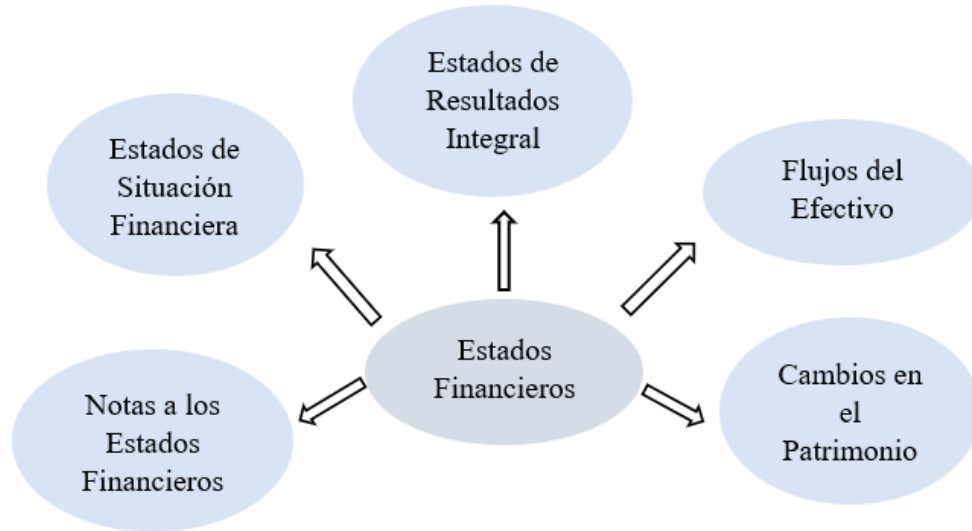 Estados de
Resultados
Integral
Estados de
Situación
Financiera
Flujos del
Efectivo
Estados
Financieros
Notas a los
Estados
Financieros
Cambios en
el
Patrimonio